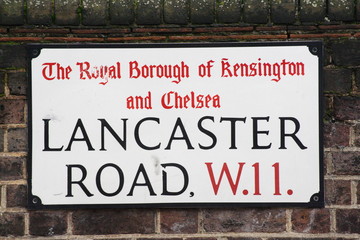 The Royal Borough of Kensington
and Chelsea
LANCASTER
ROAD, W.11.